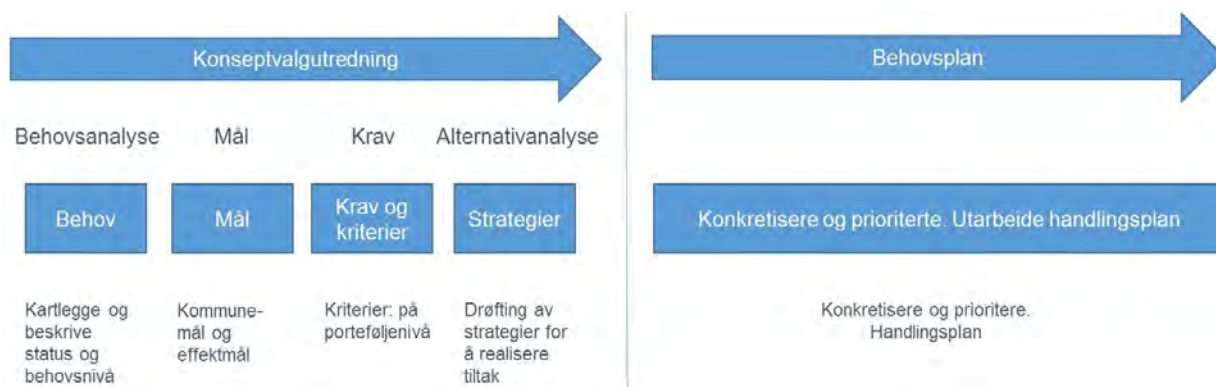 Konseptvalgutredning
Behovsplan
Behovsanalyse
Mål
Krav
Alternativanalyse
Behov
Mål
Krav og
kriterier
Strategier
Konkretisere og prioriterte. Utarbeide handlingsplan
Kartlegge og
beskrive
status og
behovsnivå
Kommune-
mål og
effektmål
Kriterier: på
porteføljenivå
Drøfting av
strategier for
å realisere
tiltak
Konkretisere og prioritere.
Handlingsplan